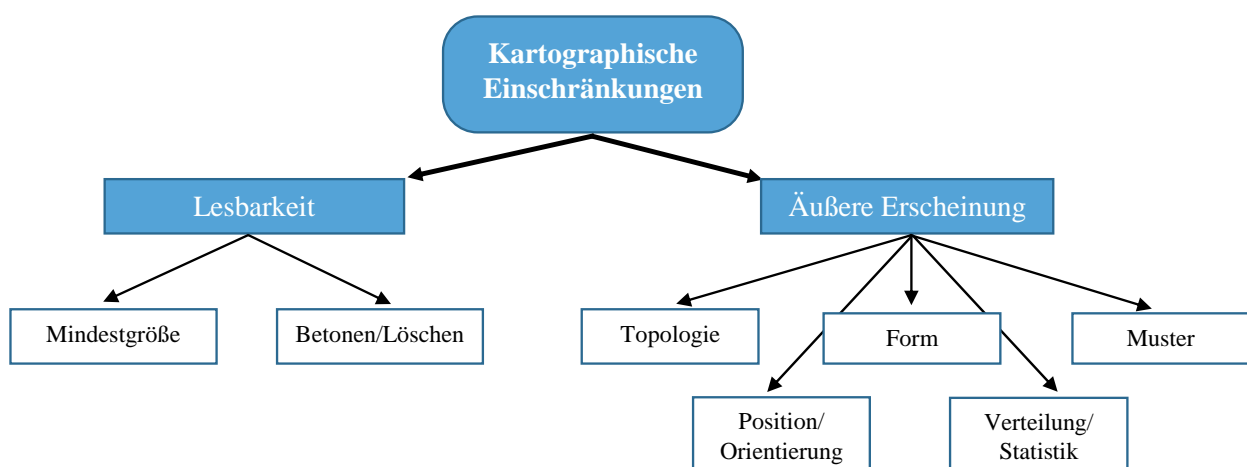 Kartographische
Einschränkungen
Lesbarkeit
Äußere Erscheinung
Mindestgröße
Betonen/Löschen
Topologie
Form
Muster
Position/
Orientierung
Verteilung/
Statistik